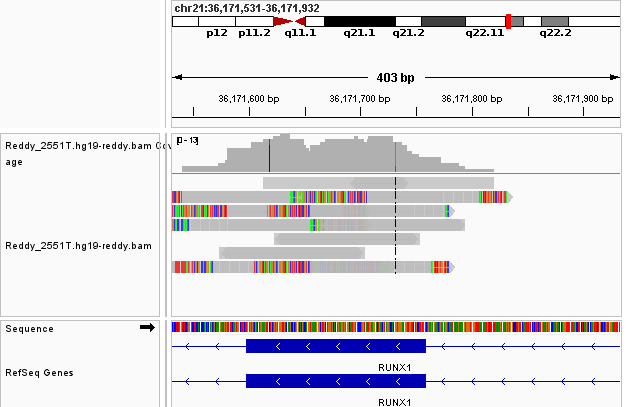 chr21:36,171,531-36,171,932
p12 p11.2 q11.1 q21.1 q21.2 q22.11 q22.2
403 bp
36,171,600 bp 36,171,700 bp 36,171,800 bp 36,171,900 bp
[0 - 13]
Reddy_2551T.hg19-reddy.bam Cov
age
Reddy_2551T.hg19-reddy.bam
Sequence
RUNX1
RefSeq Genes
RUNX1